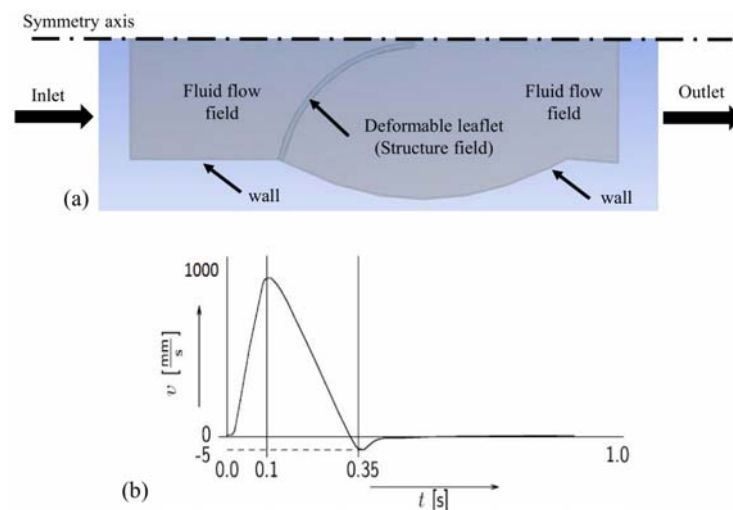 Symmetry axis
Inlet
Fluid flow
field
Deformable leaflet
(Structure field)
Fluid flow
field
Outlet
wall
wall
(a)
1000
v [mm/s]
0
-5
0.0
0.1
0.35
1.0
t [s]
(b)